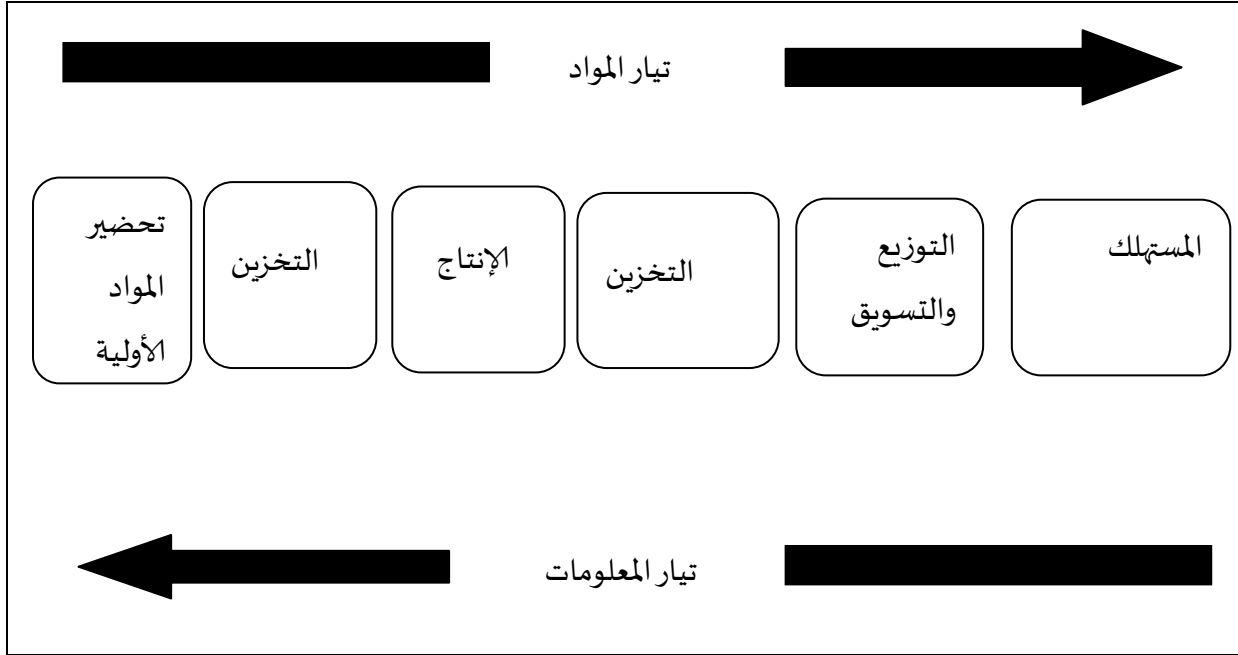 تيار المواد
تحضير
المواد
الأولية
التخزين
الإنتاج
التخزين
التوزيع
والتسويق
المستهلك
تيار المعلومات